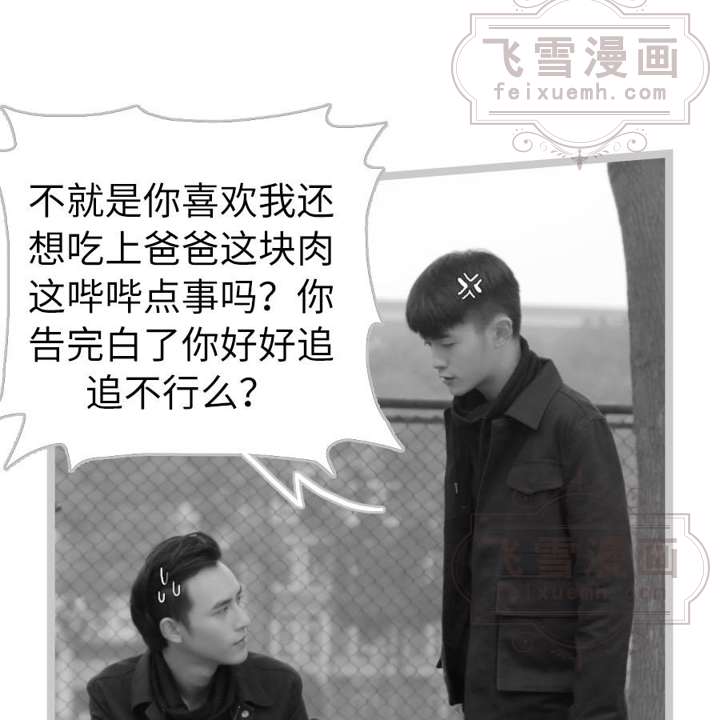 飞雪漫画
feixuemh.com
不就是你喜欢我还
想吃上爸爸这块肉
这哔哔点事吗？你
告完白了你好好追
追不行么？
飞雪漫画
feixuemh.com